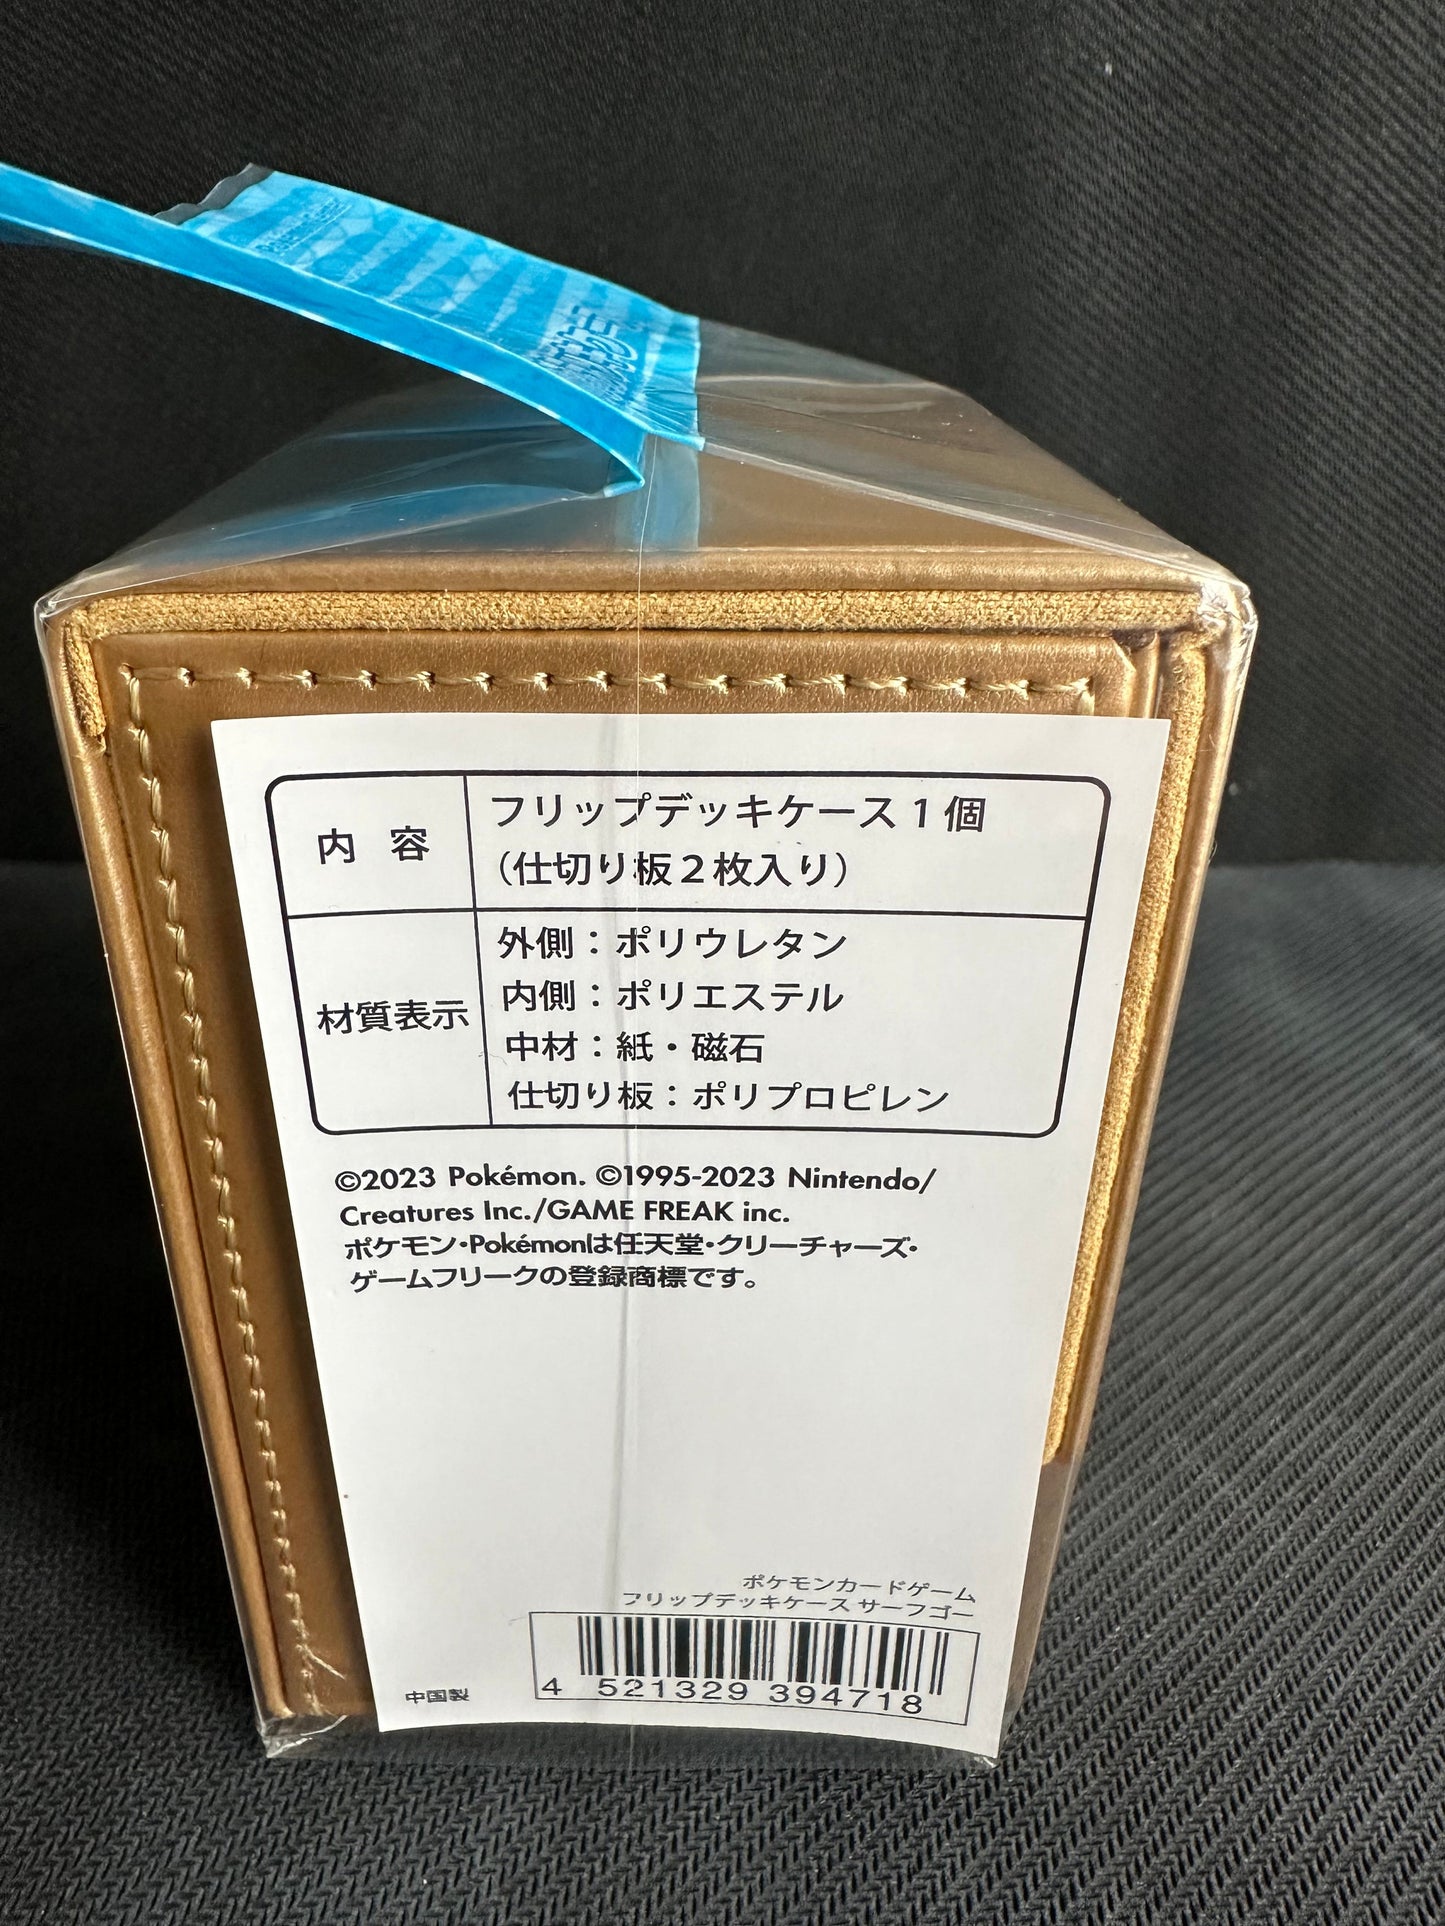 内 容
フリップデッキケース1個
（仕切り板2枚入り）
材質表示
外側：ポリウレタン
内側：ポリエステル
中材：紙・磁石
仕切り板：ポリプロピレン
©2023 Pokémon. ©1995-2023 Nintendo/
Creatures Inc./GAME FREAK inc.
ポケモン・Pokémonは任天堂・クリーチャーズ・
ゲームフリークの登録商標です。
ポケモンカードゲーム
フリップデッキケース サーフゴー
4 521329 394718
中国製